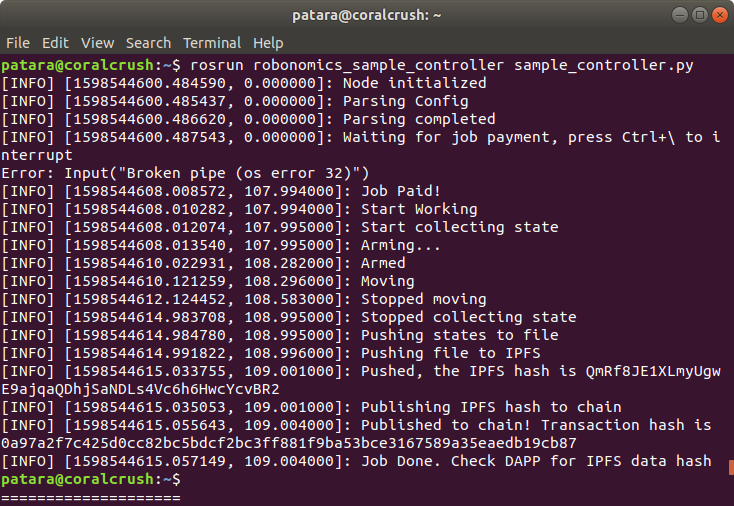 patara@coralcrush: ~
File Edit View Search Terminal Help
patara@coralcrush:~$ rosrun robonomics_sample_controller sample_controller.py
[INFO] [1598544600.484590, 0.000000]: Node initialized
[INFO] [1598544600.485437, 0.000000]: Parsing Config
[INFO] [1598544600.486620, 0.000000]: Parsing completed
[INFO] [1598544600.487543, 0.000000]: Waiting for job payment, press Ctrl+\ to i
nterrupt
Error: Input("Broken pipe (os error 32)")
[INFO] [1598544608.008572, 107.994000]: Job Paid!
[INFO] [1598544608.010282, 107.994000]: Start Working
[INFO] [1598544608.012074, 107.995000]: Start collecting state
[INFO] [1598544608.013540, 107.995000]: Arming...
[INFO] [1598544610.022931, 108.282000]: Armed
[INFO] [1598544610.121259, 108.296000]: Moving
[INFO] [1598544612.124452, 108.583000]: Stopped moving
[INFO] [1598544614.983708, 108.995000]: Stopped collecting state
[INFO] [1598544614.984780, 108.995000]: Pushing states to file
[INFO] [1598544614.991822, 108.996000]: Pushing file to IPFS
[INFO] [1598544615.033755, 109.001000]: Pushed, the IPFS hash is QmRf8JE1XLmyUgw
E9ajqaQDhjSaNDLs4Vc6h6HwcYcvBR2
[INFO] [1598544615.035053, 109.001000]: Publishing IPFS hash to chain
[INFO] [1598544615.055643, 109.004000]: Published to chain! Transaction hash is
0a97a2f7c425d0cc82bc5bdcf2bc3ff881f9ba53bce3167589a35eaedb19cb87
[INFO] [1598544615.057149, 109.004000]: Job Done. Check DAPP for IPFS data hash
patara@coralcrush:~$
====================